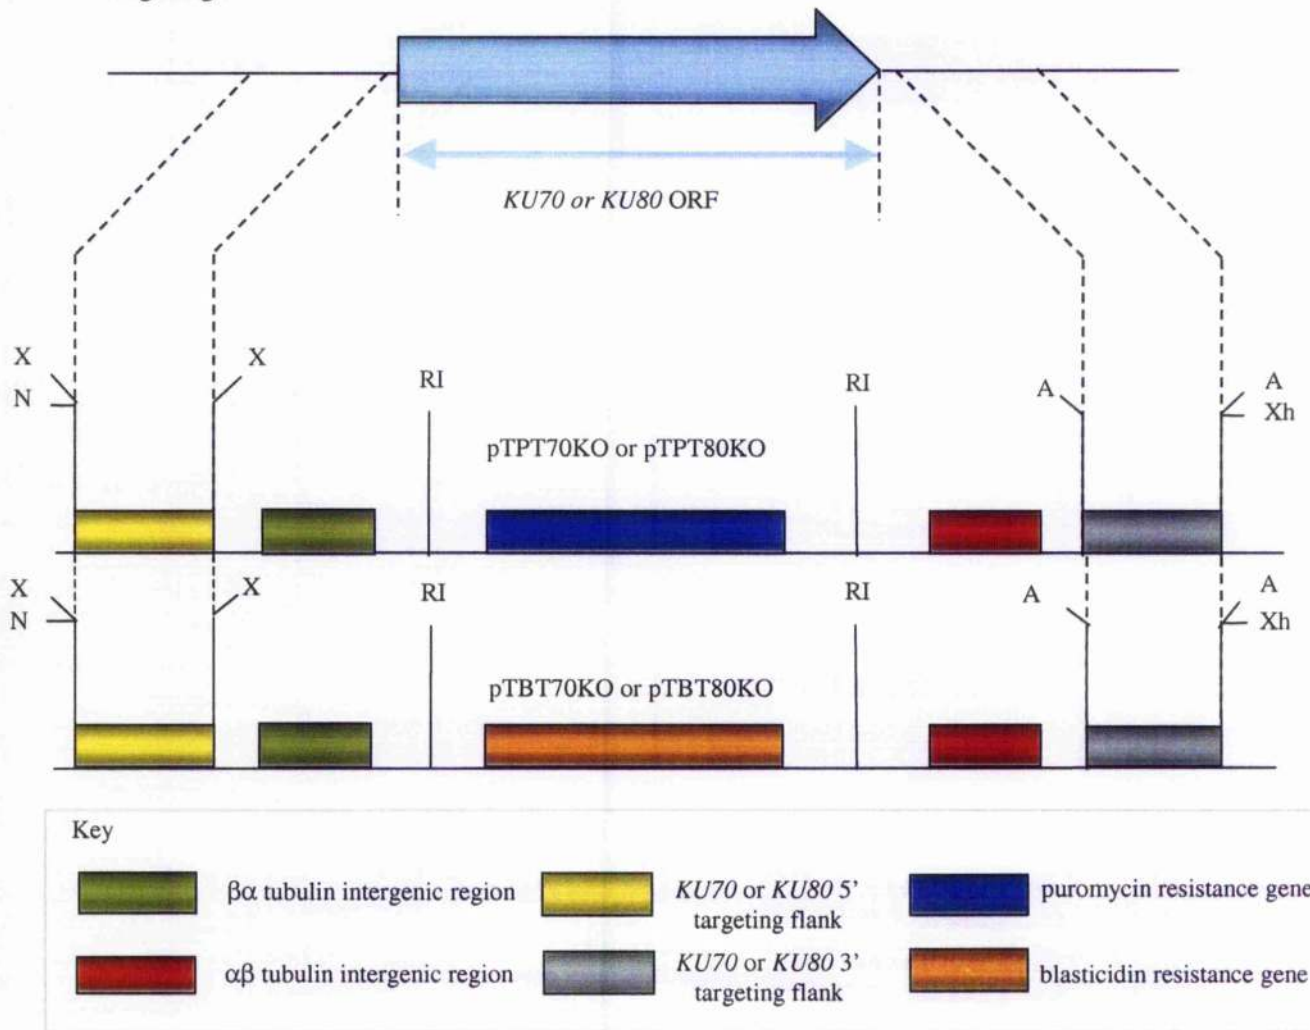 KU70 or KU80 ORF
X
X
N
RI
RI
A
A
Xh
pTPT70KO or pTPT80KO
X
X
N
RI
RI
A
A
Xh
pTBT70KO or pTBT80KO
Key
βα tubulin intergenic region
KU70 or KU80 5’
targeting flank
puromycin resistance gene
αβ tubulin intergenic region
KU70 or KU80 3’
targeting flank
blasticidin resistance gene